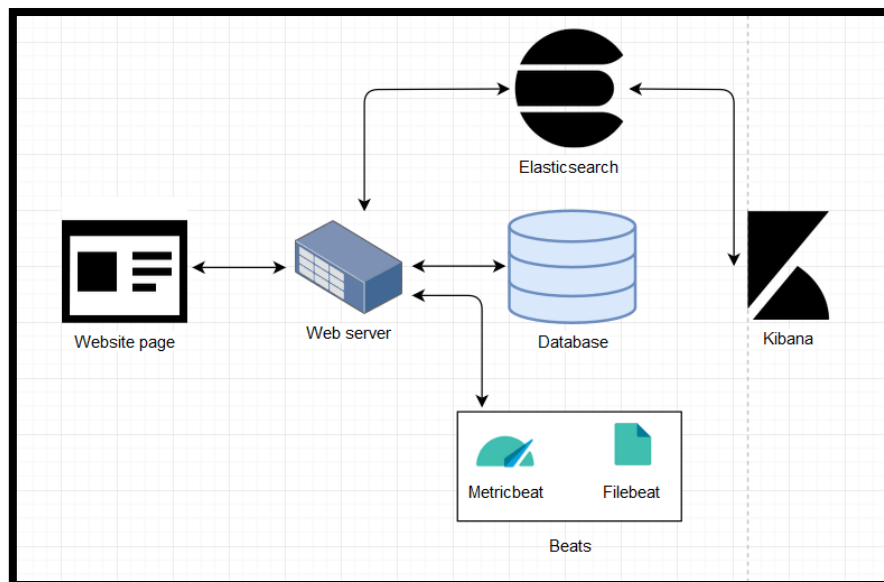 Elasticsearch
Website page
Web server
Database
Kibana
Metricbeat
Filebeat
Beats